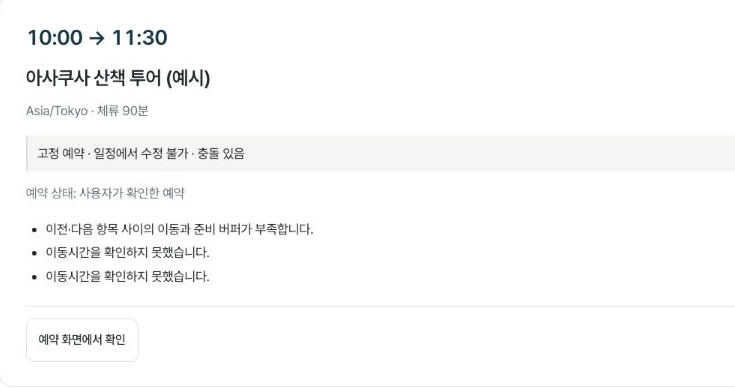 10:00 → 11:30
아사쿠사 산책 투어 (예시)
Asia/Tokyo · 체류 90분
고정 예약 · 일정에서 수정 불가 · 충돌 있음
예약 상태: 사용자가 확인한 예약
• 이전·다음 항목 사이의 이동과 준비 버퍼가 부족합니다.
• 이동시간을 확인하지 못했습니다.
• 이동시간을 확인하지 못했습니다.
예약 화면에서 확인